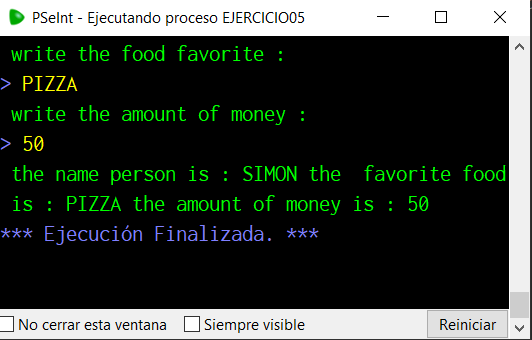 PSeInt - Ejecutando proceso EJERCICIO05
write the food favorite :
> PIZZA
write the amount of money :
> 50
the name person is : SIMON the  favorite food
is : PIZZA the amount of money is : 50
*** Ejecución Finalizada. ***
No cerrar esta ventana
Siempre visible
Reiniciar